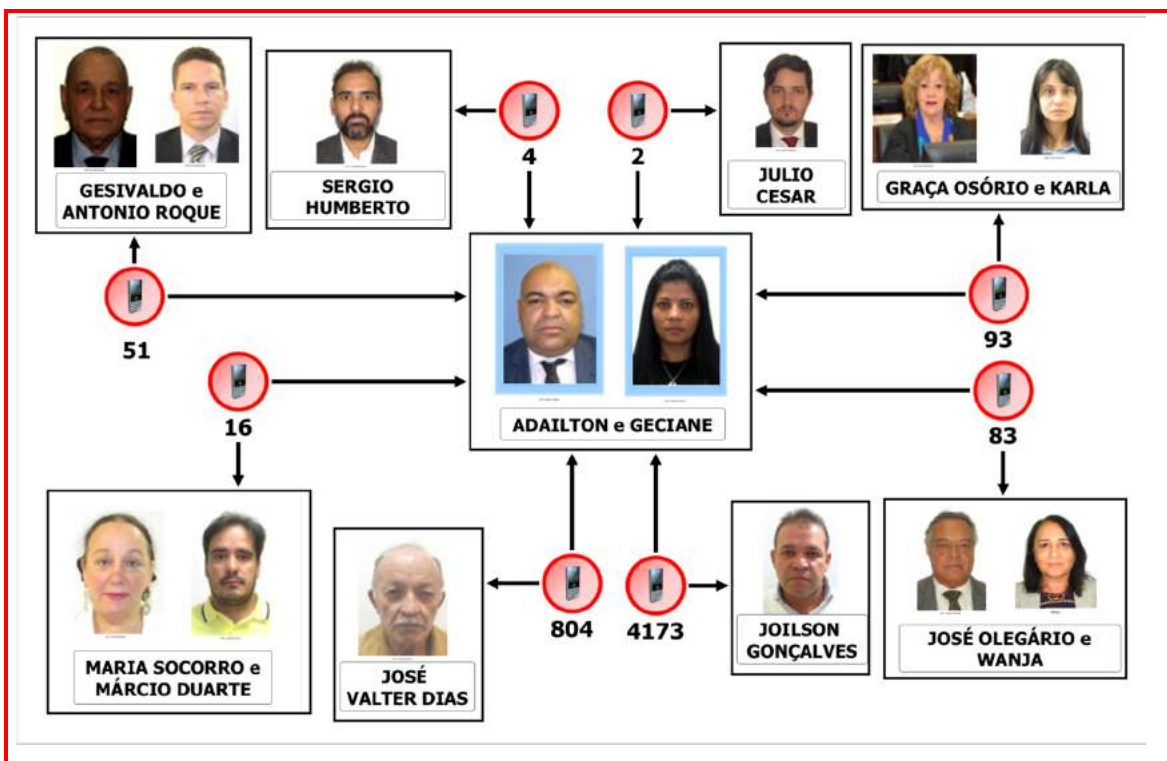 GESIVALDO e
ANTONIO ROQUE
SERGIO
HUMBERTO
4
2
JULIO
CESAR
GRAÇA OSÓRIO e KARLA
51
93
16
83
ADAILTON e GECIANE
MARIA SOCORRO e
MÁRCIO DUARTE
JOSÉ
VALTER DIAS
804
4173
JOILSON
GONÇALVES
JOSÉ OLEGÁRIO e
WANJA